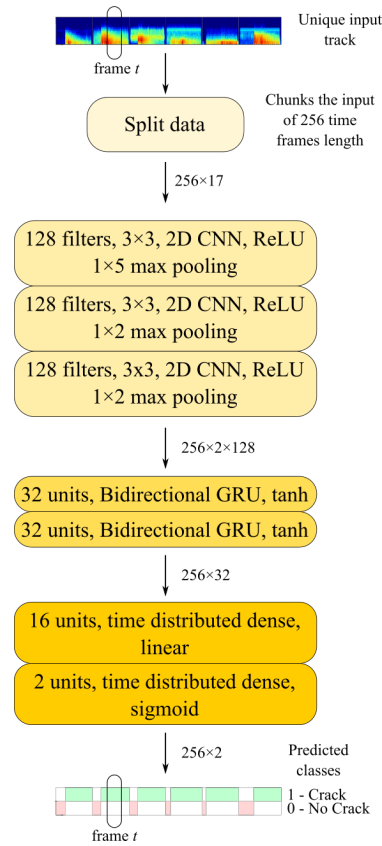 Unique input
track
frame t
Split data
Chunks the input
of 256 time
frames length
256×17
128 filters, 3×3, 2D CNN, ReLU
1×5 max pooling
128 filters, 3×3, 2D CNN, ReLU
1×2 max pooling
128 filters, 3x3, 2D CNN, ReLU
1×2 max pooling
256×2×128
32 units, Bidirectional GRU, tanh
32 units, Bidirectional GRU, tanh
256×32
16 units, time distributed dense,
linear
2 units, time distributed dense,
sigmoid
256×2
Predicted
classes
1 - Crack
0 - No Crack
frame t